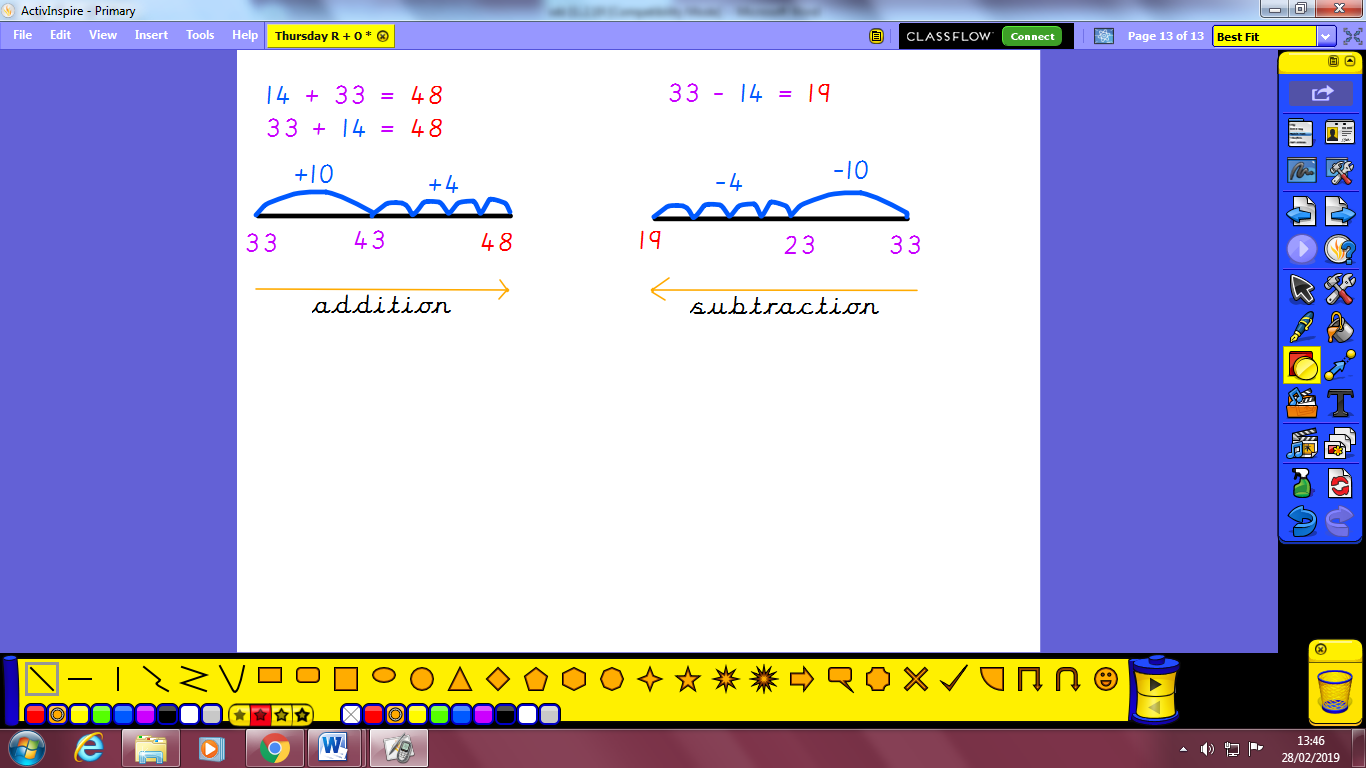 ActivInspire - Primary
File Edit View Insert Tools Help
Thursday R + O *
CLASSFLOW Connect
Page 13 of 13
Best Fit
14 + 33 = 48
33 + 14 = 48
+10 +4
33 43 48
addition
33 - 14 = 19
-4 -10
19 23 33
subtraction
13:46
28/02/2019